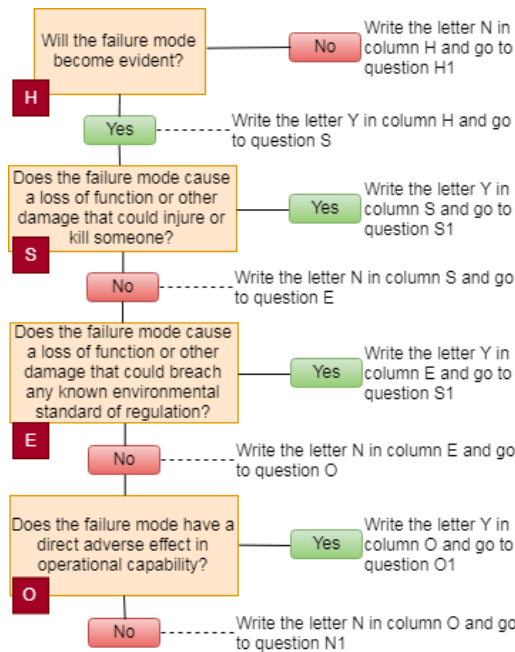 Will the failure mode
become evident?
H
No
Write the letter N in
column H and go to
question H1
Yes
Write the letter Y in column H and go
to question S
Does the failure mode cause
a loss of function or other
damage that could injure or
kill someone?
S
Yes
Write the letter Y in
column S and go to
question S1
No
Write the letter N in column S and go
to question E
Does the failure mode cause
a loss of function or other
damage that could breach
any known environmental
standard of regulation?
E
Yes
Write the letter Y in
column E and go to
question S1
No
Write the letter N in column E and go
to question O
Does the failure mode have a
direct adverse effect in
operational capability?
O
Yes
Write the letter Y in
column O and go to
question O1
No
Write the letter N in column O and go
to question N1